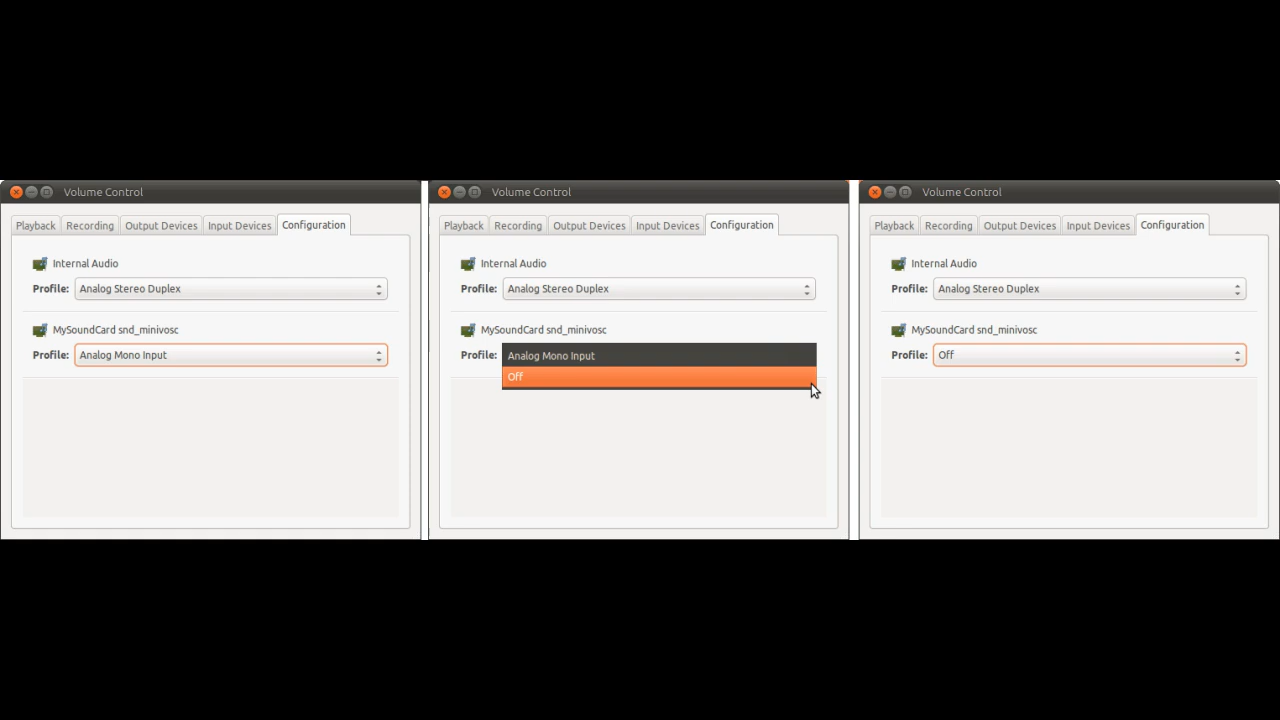 Volume Control
Playback Recording Output Devices Input Devices Configuration
Internal Audio
Profile: Analog Stereo Duplex
MySoundCard snd_minivosc
Profile: Analog Mono Input
Volume Control
Playback Recording Output Devices Input Devices Configuration
Internal Audio
Profile: Analog Stereo Duplex
MySoundCard snd_minivosc
Profile: Analog Mono Input
Off
Volume Control
Playback Recording Output Devices Input Devices Configuration
Internal Audio
Profile: Analog Stereo Duplex
MySoundCard snd_minivosc
Profile: Off